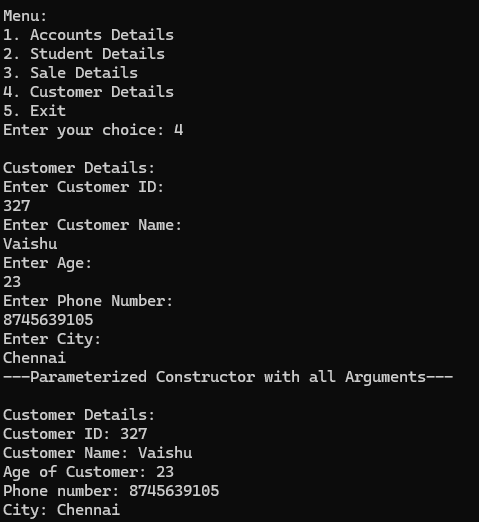 Menu:
1. Accounts Details
2. Student Details
3. Sale Details
4. Customer Details
5. Exit
Enter your choice: 4
Customer Details:
Enter Customer ID:
327
Enter Customer Name:
Vaishu
Enter Age:
23
Enter Phone Number:
8745639105
Enter City:
Chennai
---Parameterized Constructor with all Arguments---
Customer Details:
Customer ID: 327
Customer Name: Vaishu
Age of Customer: 23
Phone number: 8745639105
City: Chennai